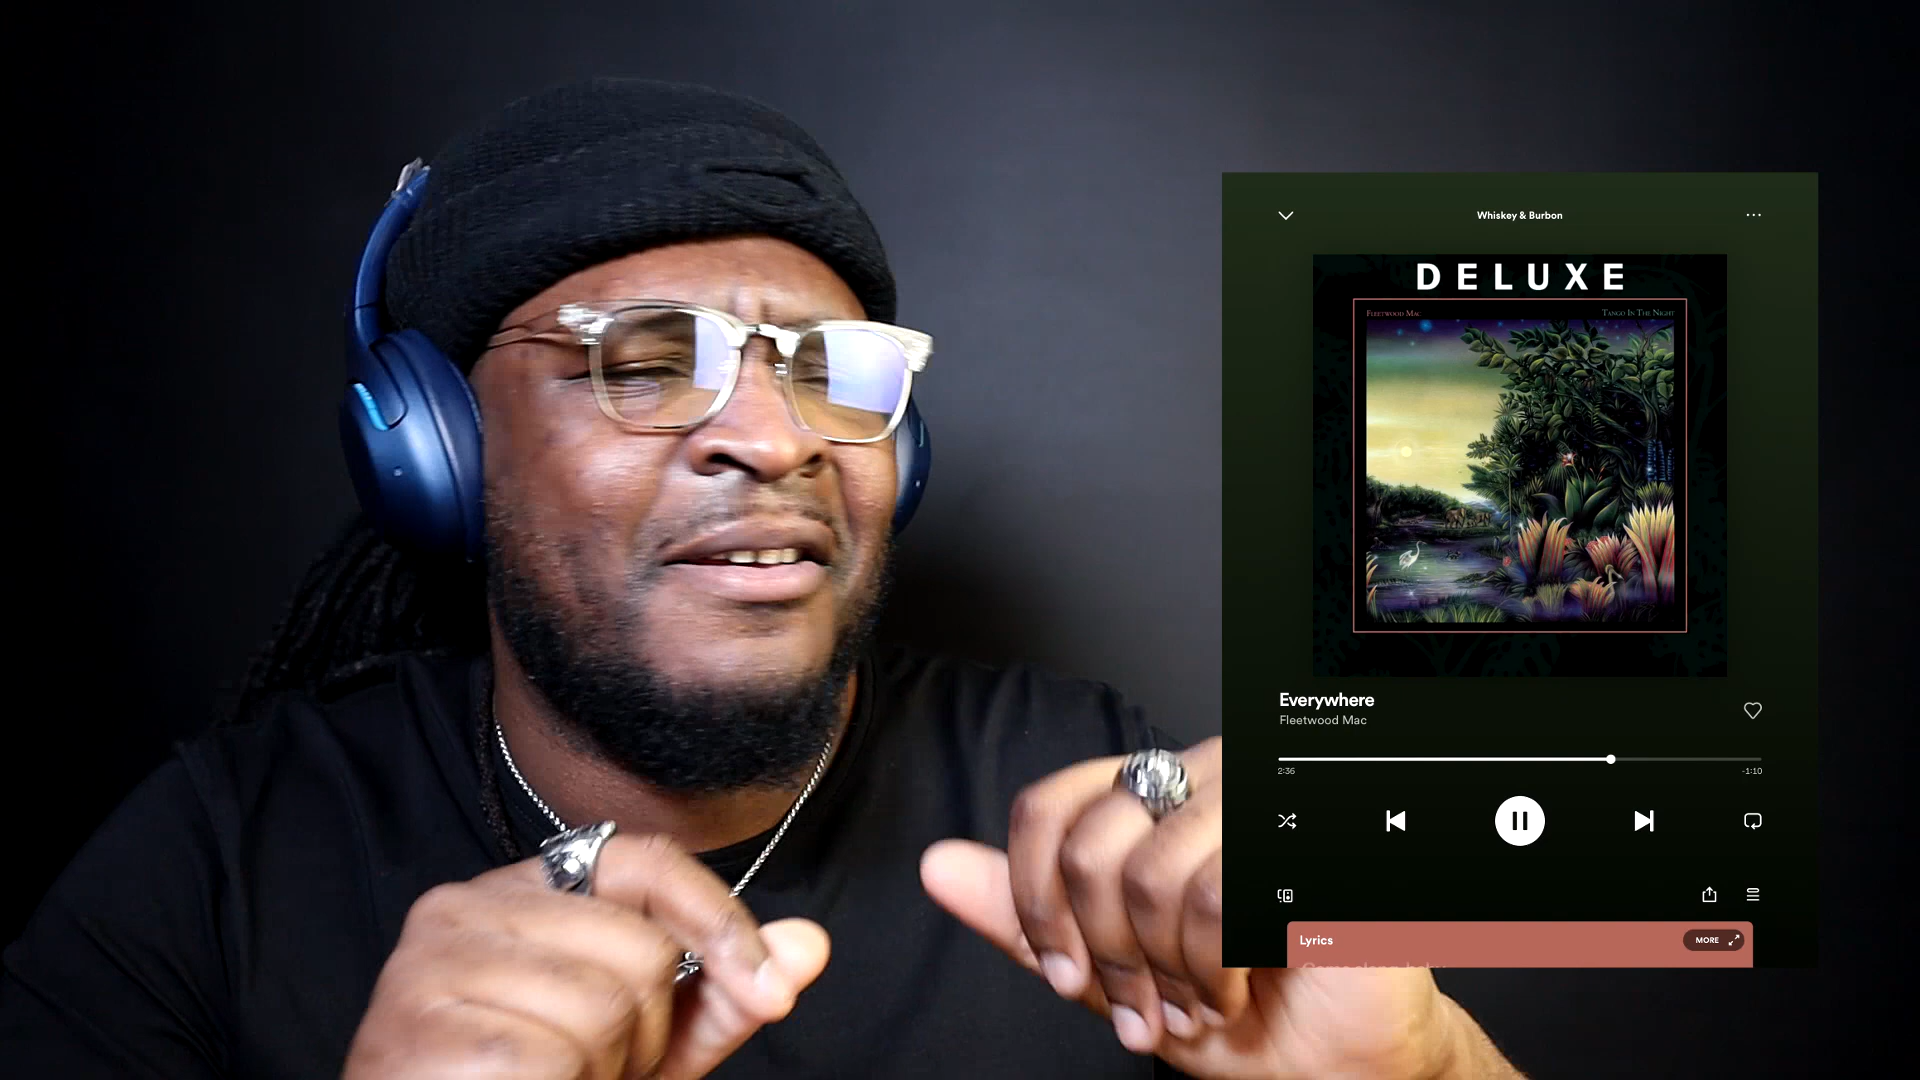 Whiskey & Burbon
DELUXE
FLEETWOOD MAC
TANGO IN THE NIGHT
Everywhere
Fleetwood Mac
2:36
-1:10
Lyrics
MORE